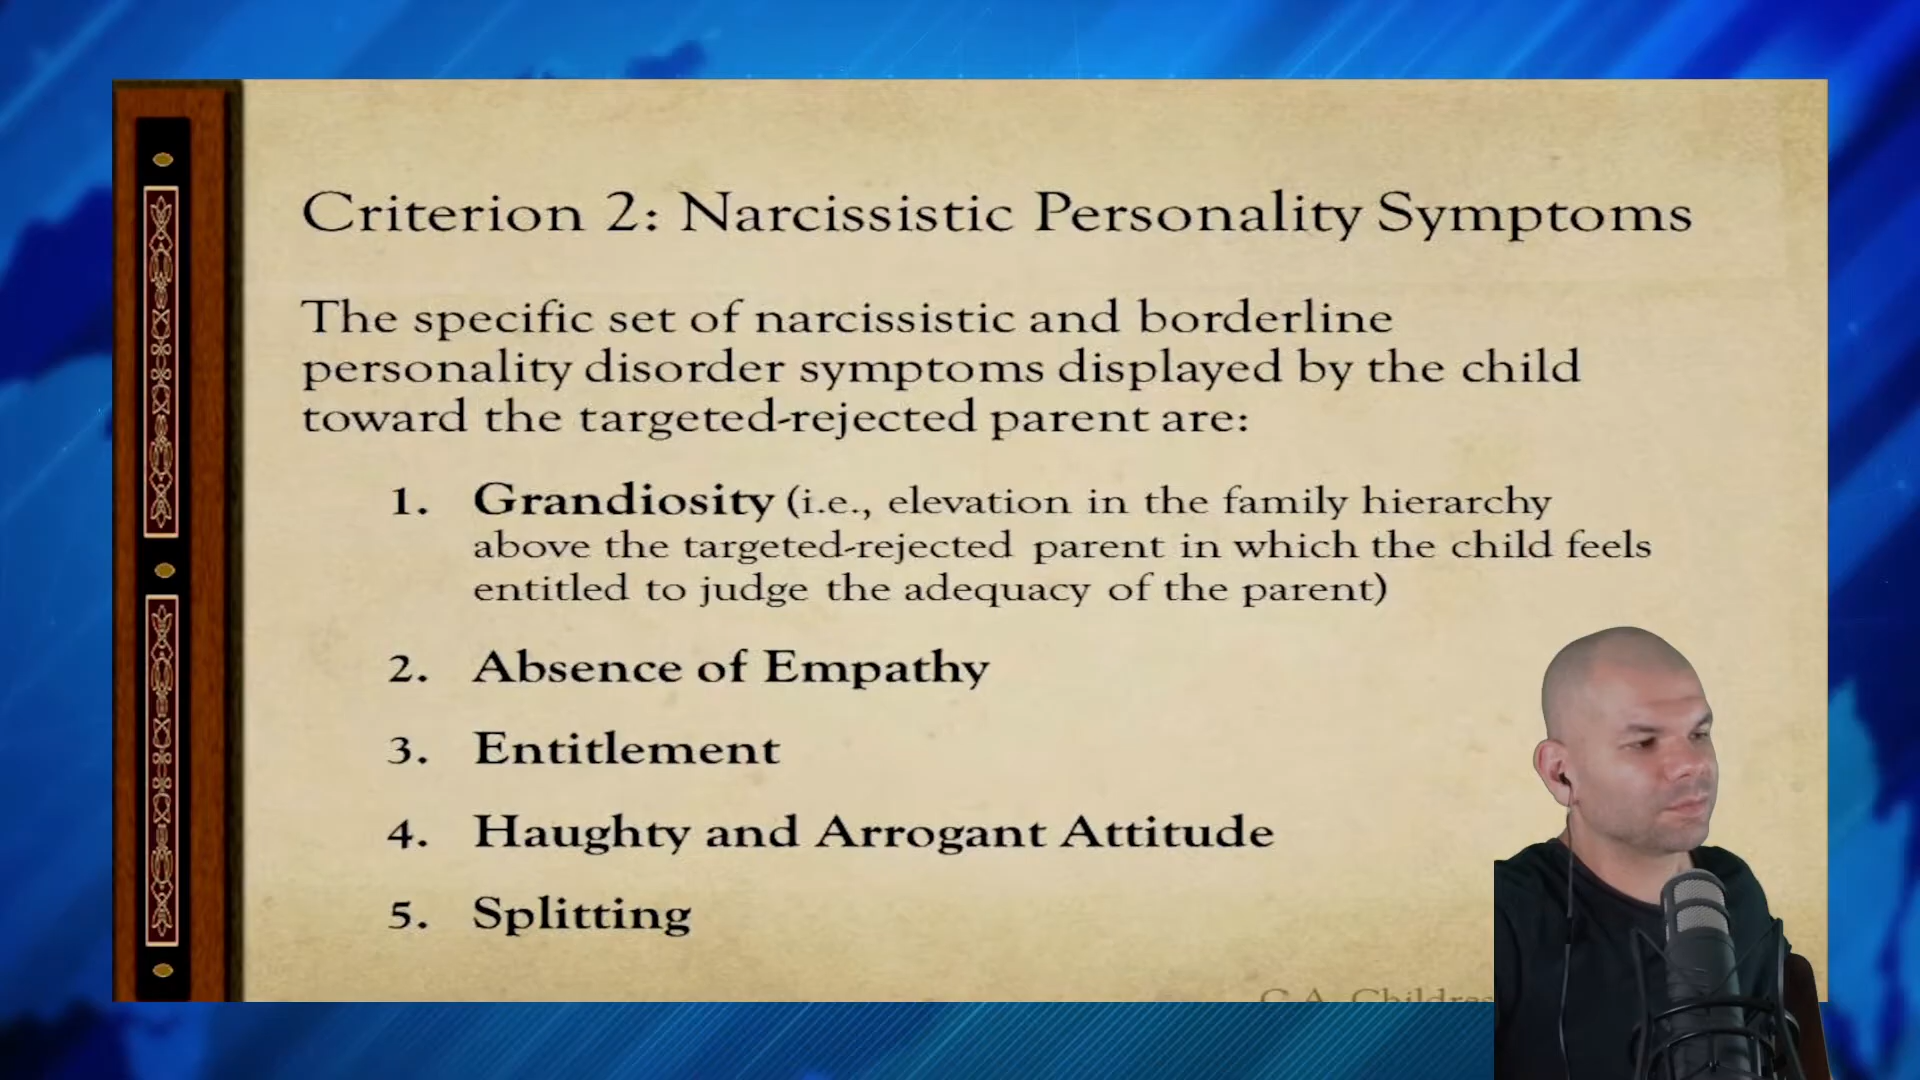 Criterion 2: Narcissistic Personality Symptoms
The specific set of narcissistic and borderline
personality disorder symptoms displayed by the child
toward the targeted-rejected parent are:
1. Grandiosity (i.e., elevation in the family hierarchy
above the targeted-rejected parent in which the child feels
entitled to judge the adequacy of the parent)
2. Absence of Empathy
3. Entitlement
4. Haughty and Arrogant Attitude
5. Splitting
C.A.